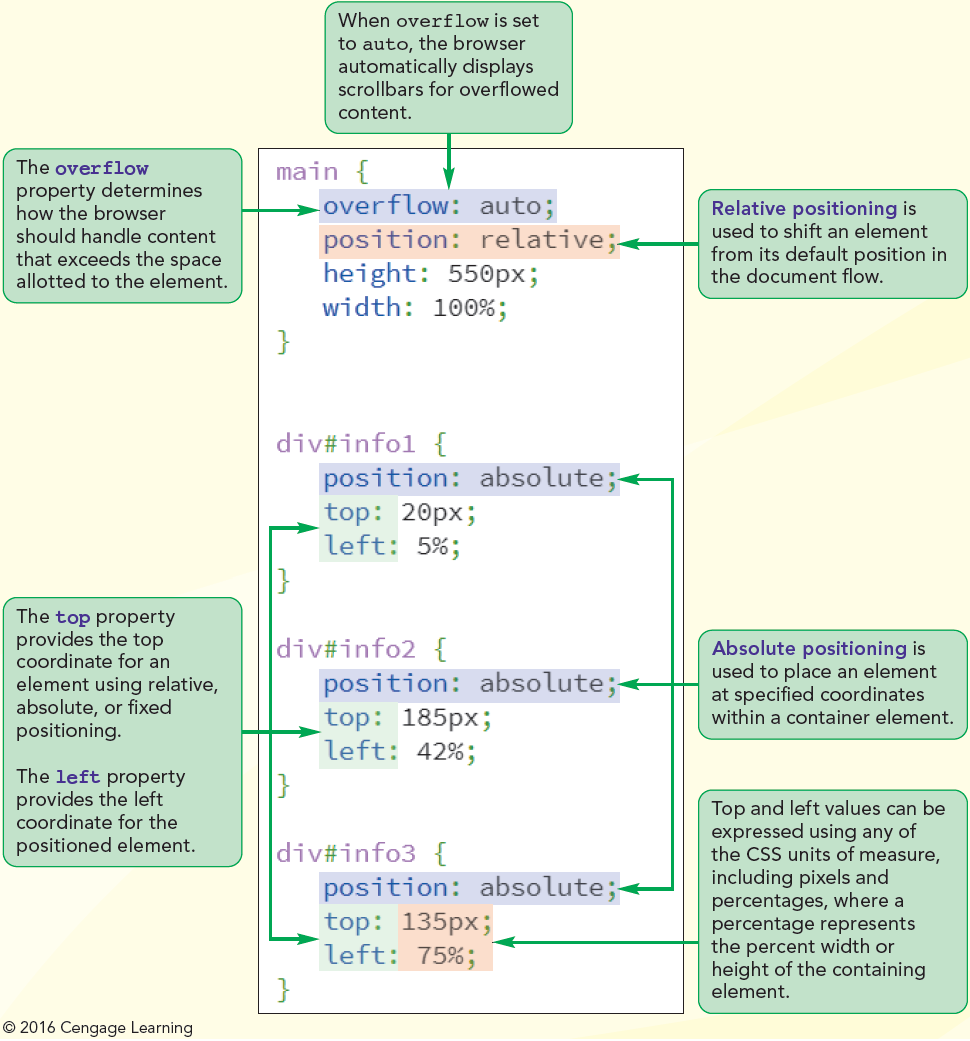 When overflow is set
to auto, the browser
automatically displays
scrollbars for overflowed
content.
The overflow
property determines
how the browser
should handle content
that exceeds the space
allotted to the element.
main {
overflow: auto;
position: relative;
height: 550px;
width: 100%;
}
Relative positioning is
used to shift an element
from its default position in
the document flow.
div#info1 {
position: absolute;
top: 20px;
left: 5%;
}
The top property
provides the top
coordinate for an
element using relative,
absolute, or fixed
positioning.
The left property
provides the left
coordinate for the
positioned element.
div#info2 {
position: absolute;
top: 185px;
left: 42%;
}
Absolute positioning is
used to place an element
at specified coordinates
within a container element.
div#info3 {
position: absolute;
top: 135px;
left: 75%;
}
Top and left values can be
expressed using any of
the CSS units of measure,
including pixels and
percentages, where a
percentage represents
the percent width or
height of the containing
element.
© 2016 Cengage Learning